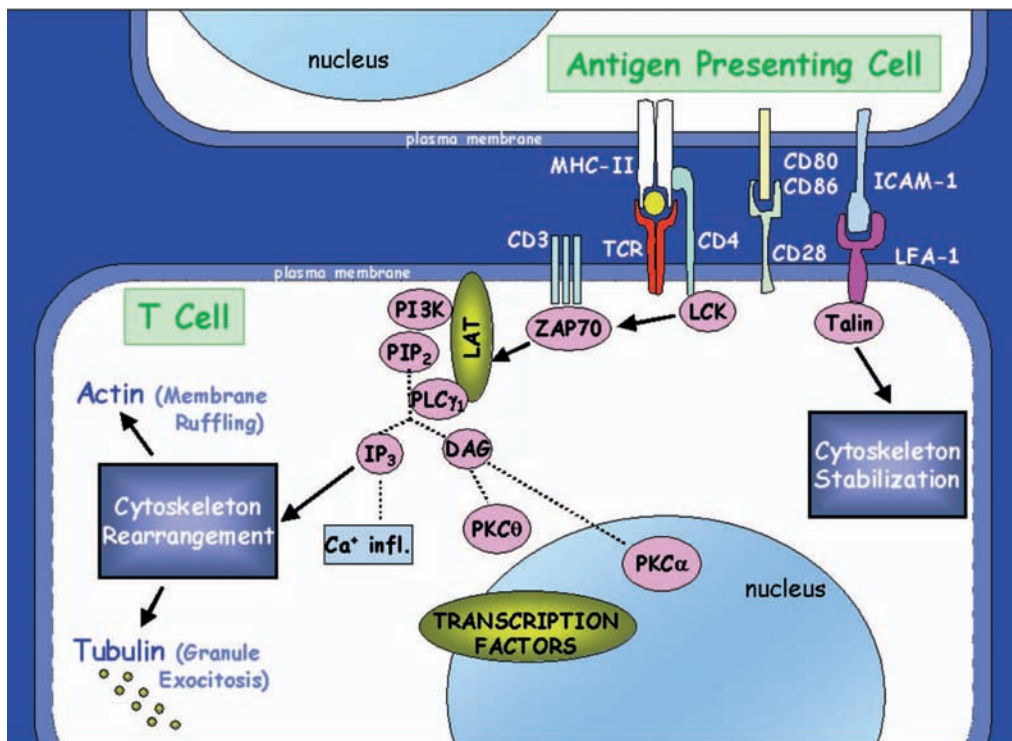 nucleus
Antigen Presenting Cell
plasma membrane
MHC-II
CD80
CD86
ICAM-1
CD3
TCR
CD4
CD28
LFA-1
plasma membrane
T Cell
PI3K
LAT
ZAP70
LCK
Talin
PIP2
PLCγ1
Actin (Membrane
Ruffling)
IP3
DAG
Cytoskeleton
Stabilization
Cytoskeleton
Rearrangement
Ca+ infl.
PKCθ
PKCα
nucleus
TRANSCRIPTION
FACTORS
Tubulin (Granule
Exocitosis)